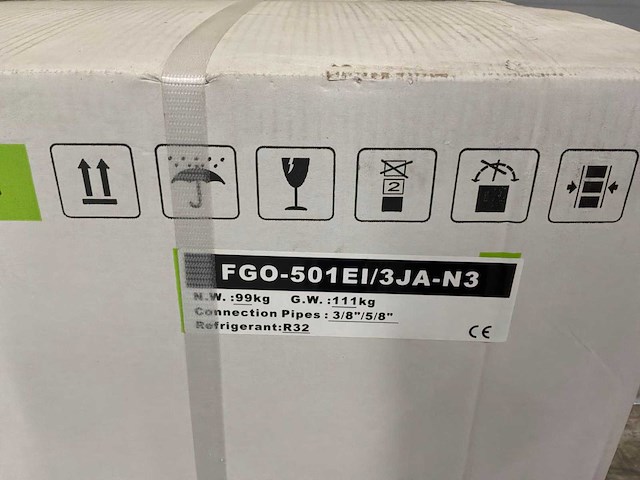 2
FGO-501EI/3JA-N3
N.W. :99kg G.W. :111kg
Connection Pipes : 3/8"/5/8"
Refrigerant:R32
CE